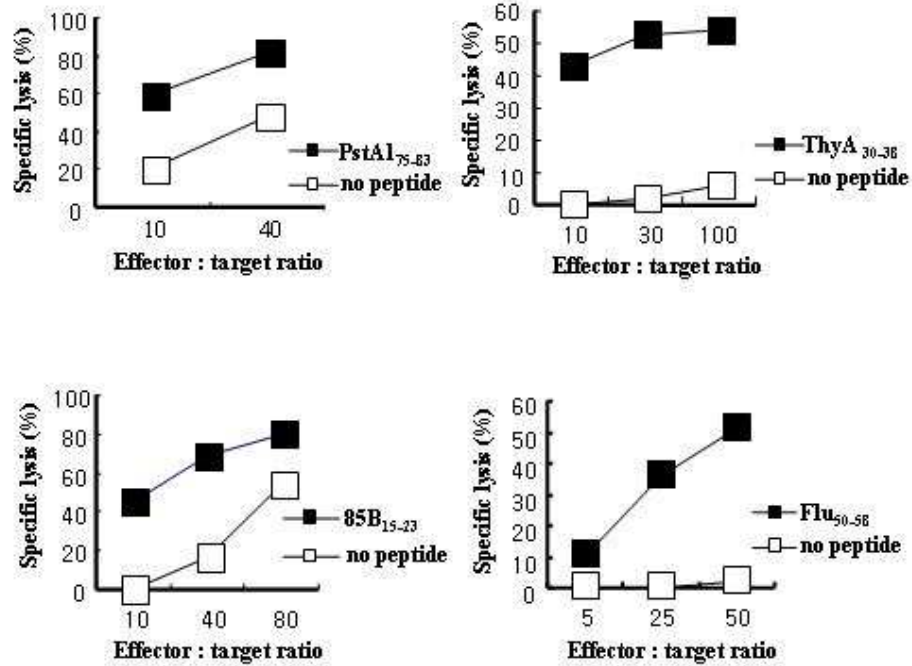 100
80
60
40
20
0
Specific lysis (%)
PstA1 75-83
no peptide
10 40
Effector : target ratio
60
50
40
30
20
10
0
Specific lysis (%)
ThyA 30-38
no peptide
10 30 100
Effector : target ratio
100
80
60
40
20
0
Specific lysis (%)
85B 15-23
no peptide
10 40 80
Effector : target ratio
60
50
40
30
20
10
0
Specific lysis (%)
Flu 50-58
no peptide
5 25 50
Effector : target ratio